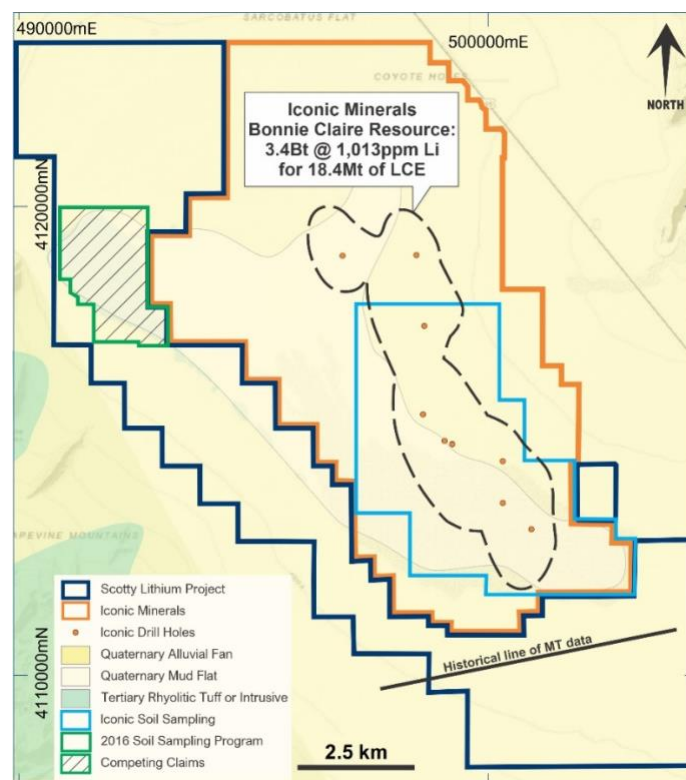 SARCOBATUS FLAT
490000mE
500000mE
COYOTE
NORTH
Iconic Minerals
Bonnie Claire Resource:
3.4Bt @ 1,013ppm Li
for 18.4Mt of LCE
4120000mN
MOUNTAINS
Scotty Lithium Project
Iconic Minerals
Iconic Drill Holes
Quaternary Alluvial Fan
Quaternary Mud Flat
Tertiary Rhyolitic Tuff or Intrusive
Iconic Soil Sampling
2016 Soil Sampling Program
Competing Claims
4110000mN
Historical line of MT data
2.5 km